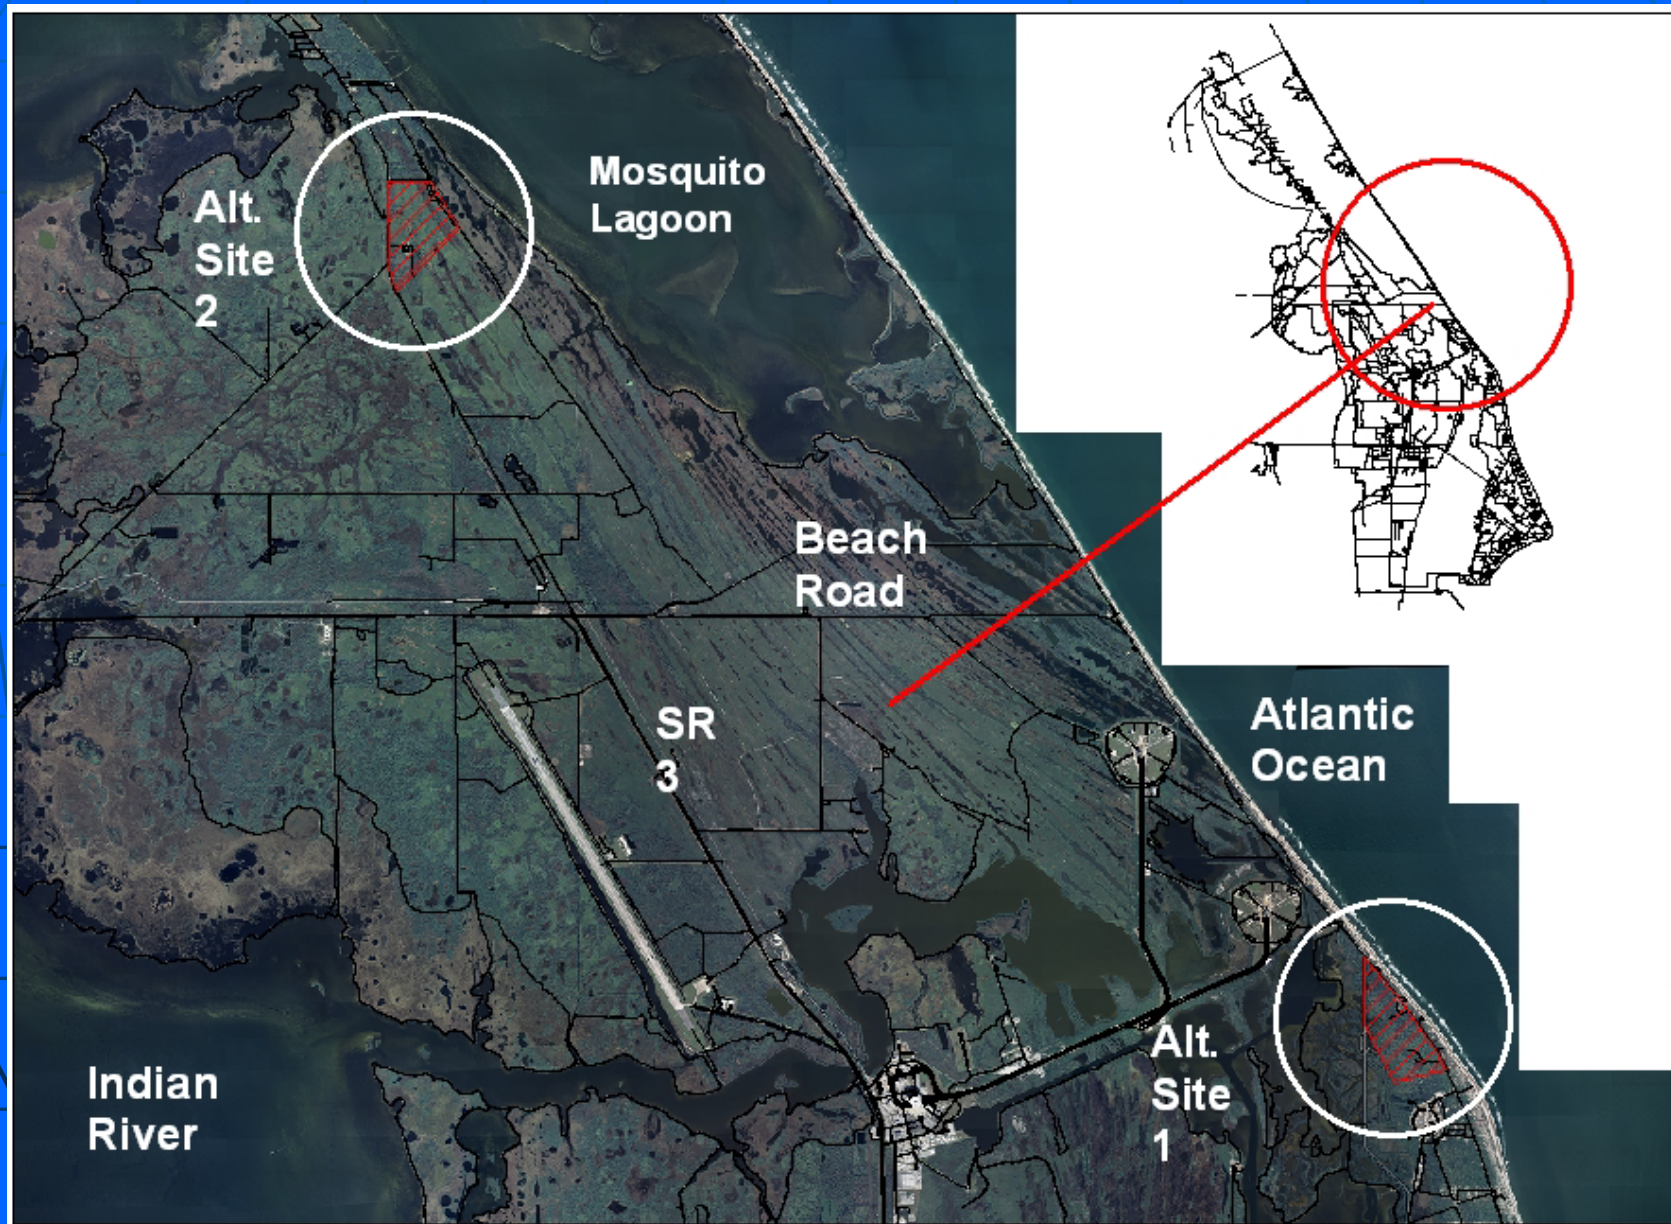 Mosquito
Lagoon
Alt.
Site
2
Beach
Road
SR
3
Atlantic
Ocean
Alt.
Site
1
Indian
River